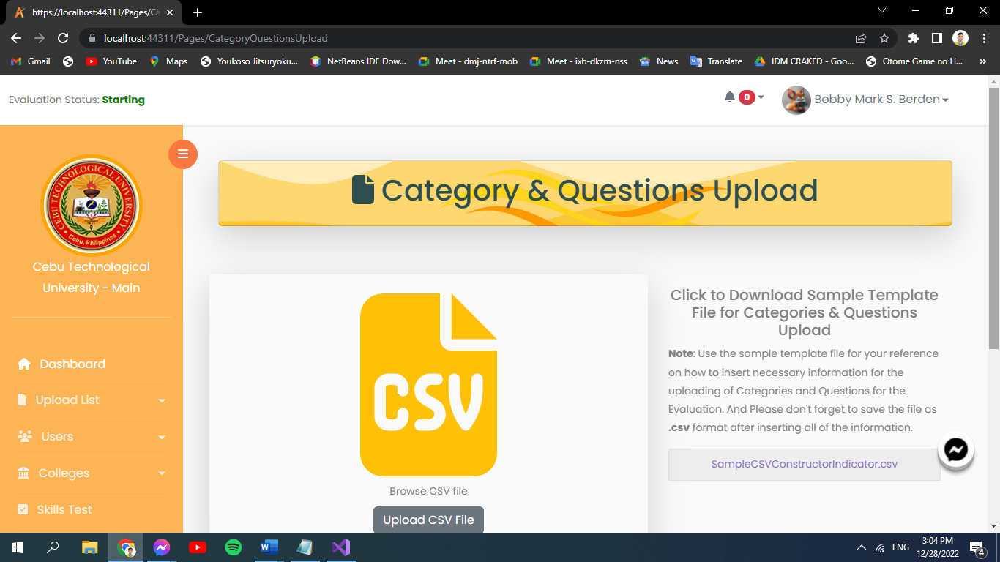 https://localhost:44311/Pages/Ca
localhost:44311/Pages/CategoryQuestionsUpload
Gmail YouTube Maps Youkoso Jitsuryoku... NetBeans IDE Dow... Meet - dmj-ntrf-mob Meet - ixb-dkzm-nss News Translate IDM CRAKED - Goo... Otome Game no H... »
Evaluation Status: Starting
0
Bobby Mark S. Berden
CEBU TECHNOLOGICAL UNIVERSITY
Cebu, Philippines
Cebu Technological
University - Main
Dashboard
Upload List
Users
Colleges
Skills Test
Category & Questions Upload
CSV
Browse CSV file
Upload CSV File
Click to Download Sample Template
File for Categories & Questions
Upload
Note: Use the sample template file for your reference
on how to insert necessary information for the
uploading of Categories and Questions for the
Evaluation. And Please don't forget to save the file as
.csv format after inserting all of the information.
SampleCSVConstructorIndicator.csv
ENG
3:04 PM
12/28/2022
4